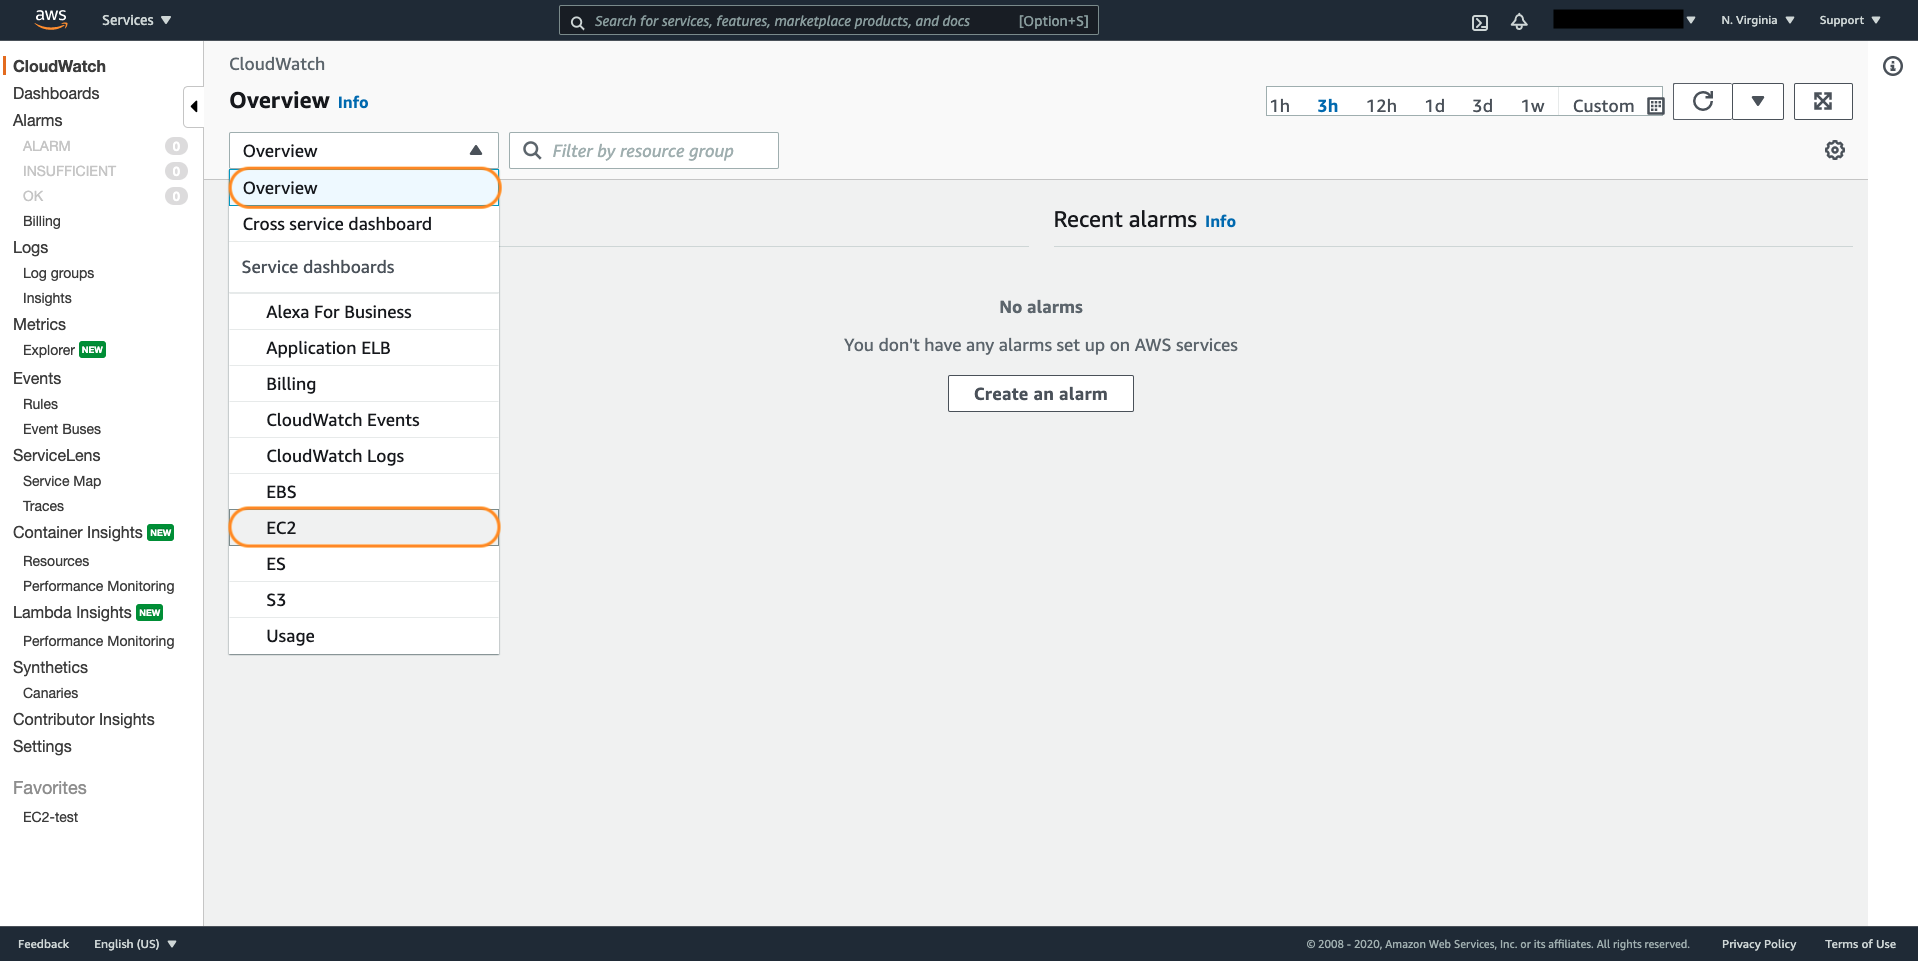 aws
Services
Search for services, features, marketplace products, and docs [Option+S]
N. Virginia
Support
CloudWatch
Dashboards
Alarms
ALARM 0
INSUFFICIENT 0
OK 0
Billing
Logs
Log groups
Insights
Metrics
Explorer NEW
Events
Rules
Event Buses
ServiceLens
Service Map
Traces
Container Insights NEW
Resources
Performance Monitoring
Lambda Insights NEW
Performance Monitoring
Synthetics
Canaries
Contributor Insights
Settings
Favorites
EC2-test
CloudWatch
Overview Info
1h 3h 12h 1d 3d 1w Custom
Overview
Filter by resource group
Overview
Cross service dashboard
Service dashboards
Alexa For Business
Application ELB
Billing
CloudWatch Events
CloudWatch Logs
EBS
EC2
ES
S3
Usage
Recent alarms Info
No alarms
You don't have any alarms set up on AWS services
Create an alarm
Feedback
English (US)
© 2008 - 2020, Amazon Web Services, Inc. or its affiliates. All rights reserved.
Privacy Policy
Terms of Use